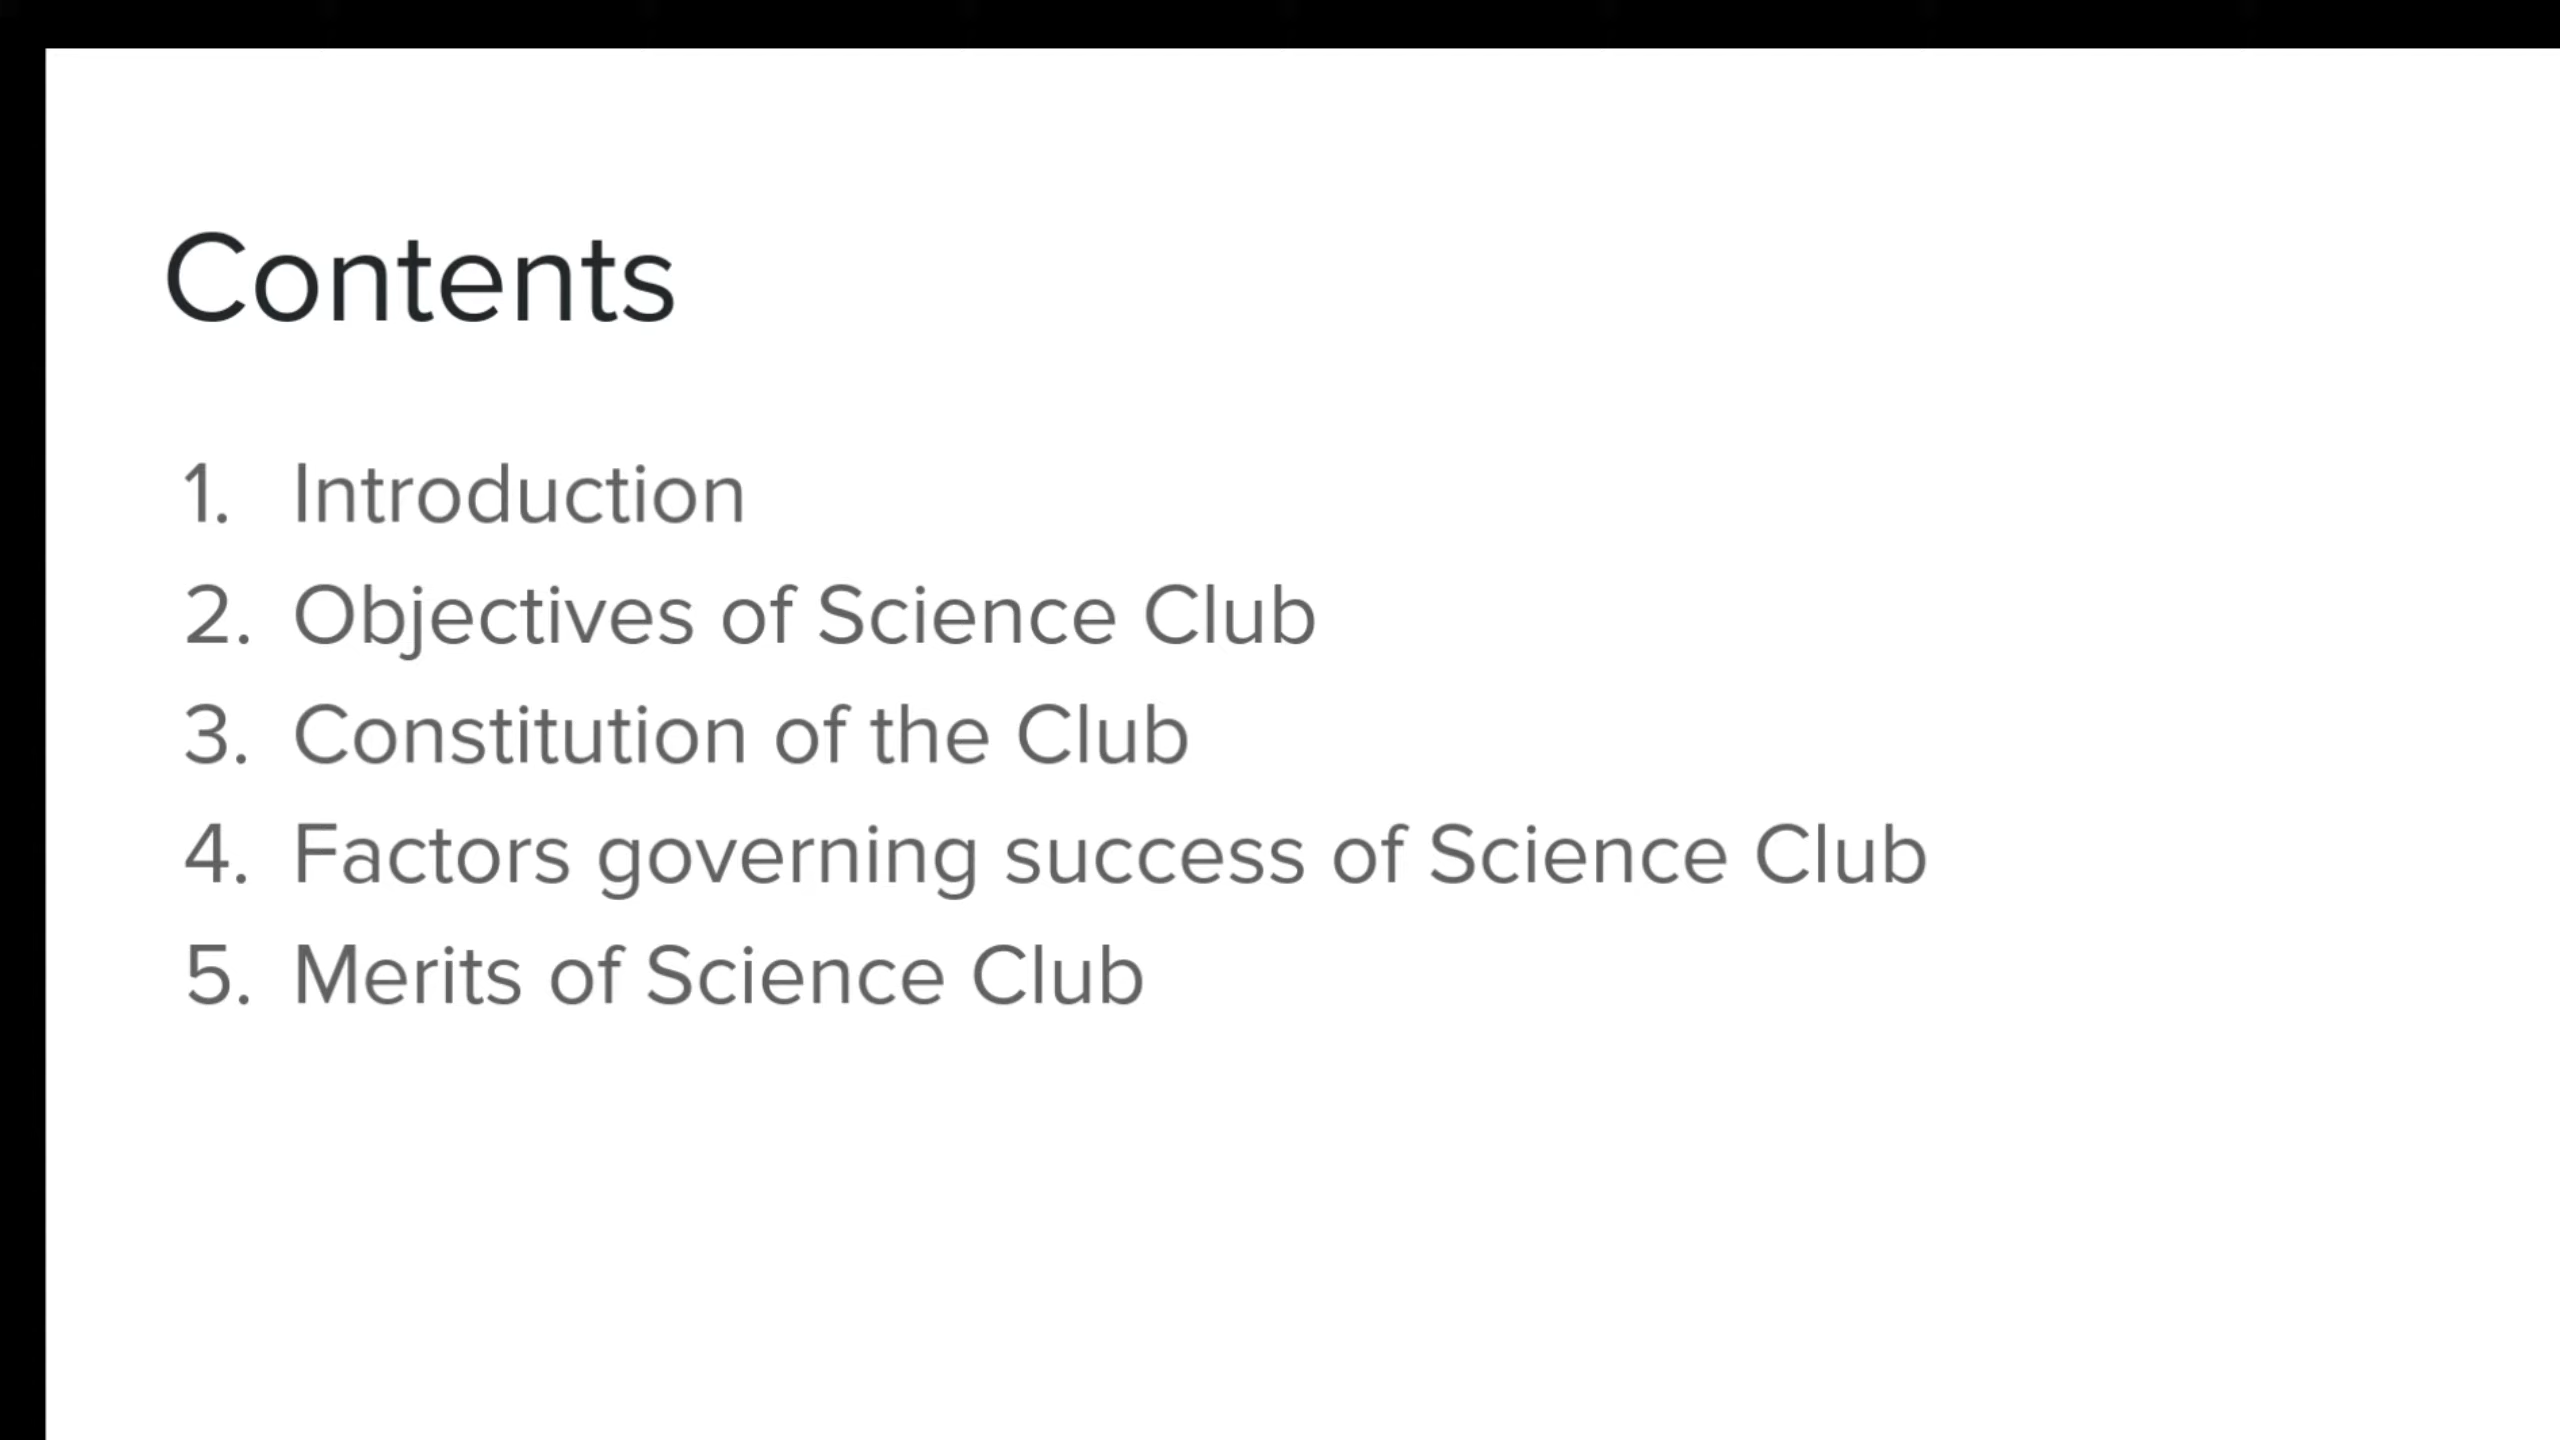 Contents
1. Introduction
2. Objectives of Science Club
3. Constitution of the Club
4. Factors governing success of Science Club
5. Merits of Science Club